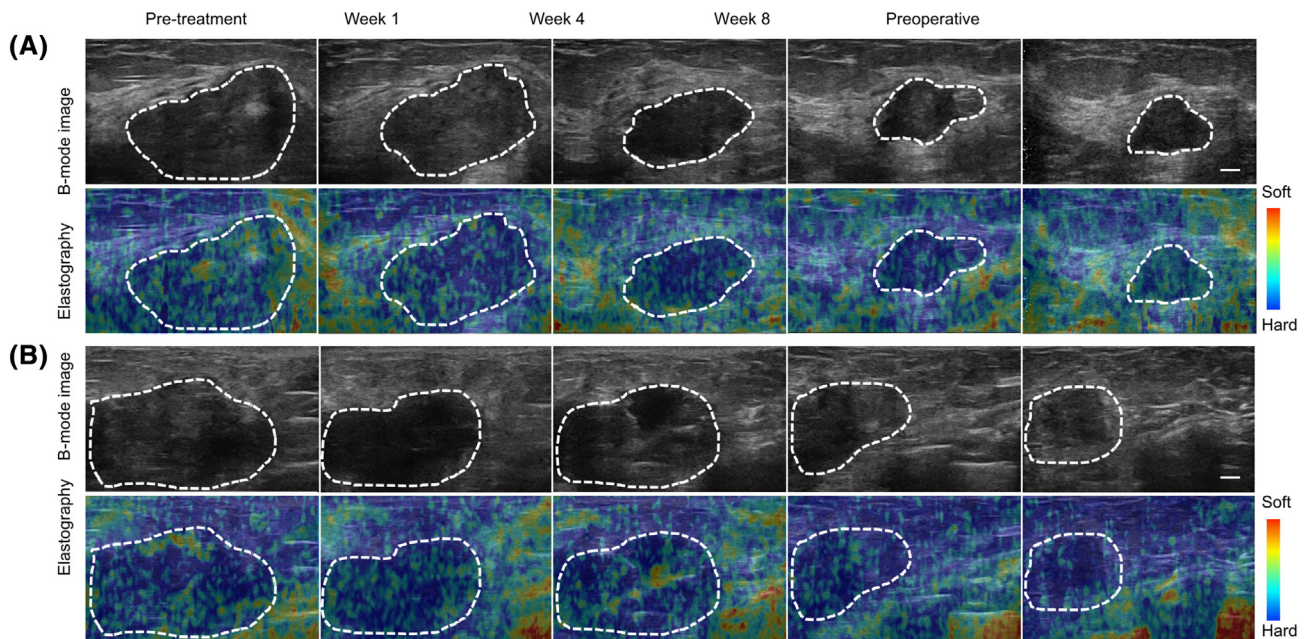 Pre-treatment Week 1 Week 4 Week 8 Preoperative
(A)
B-mode image
Elastography
Soft
Hard
(B)
B-mode image
Elastography
Soft
Hard